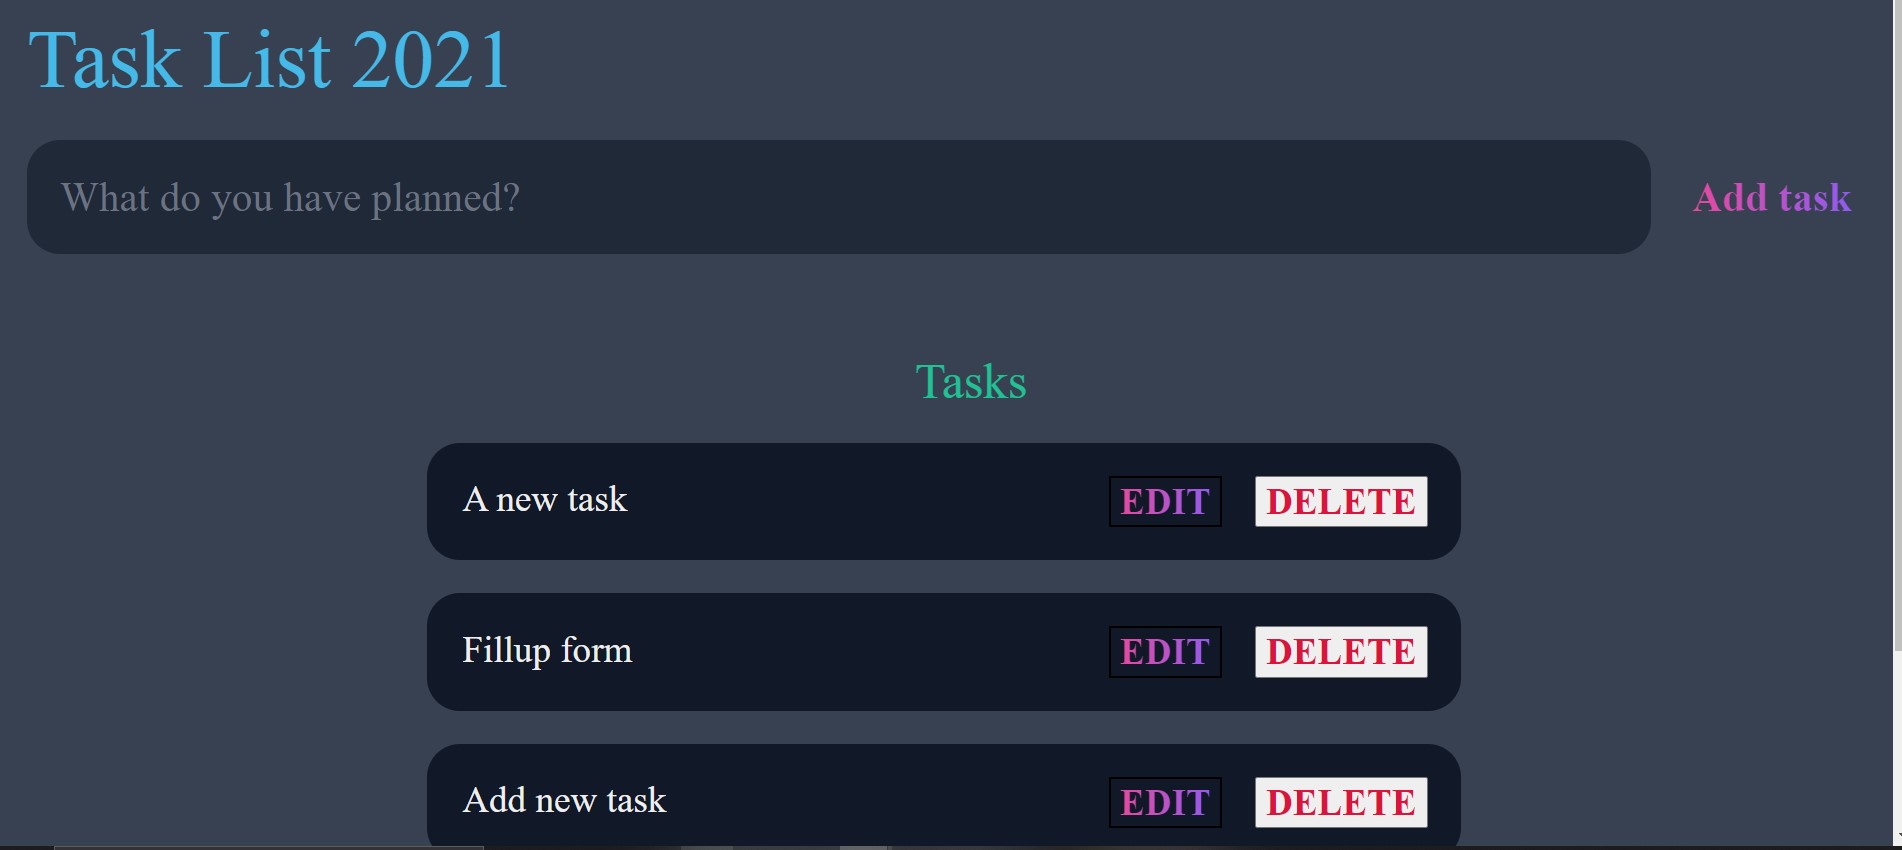 Task List 2021
What do you have planned?
Add task
Tasks
A new task EDIT DELETE
Fillup form EDIT DELETE
Add new task EDIT DELETE